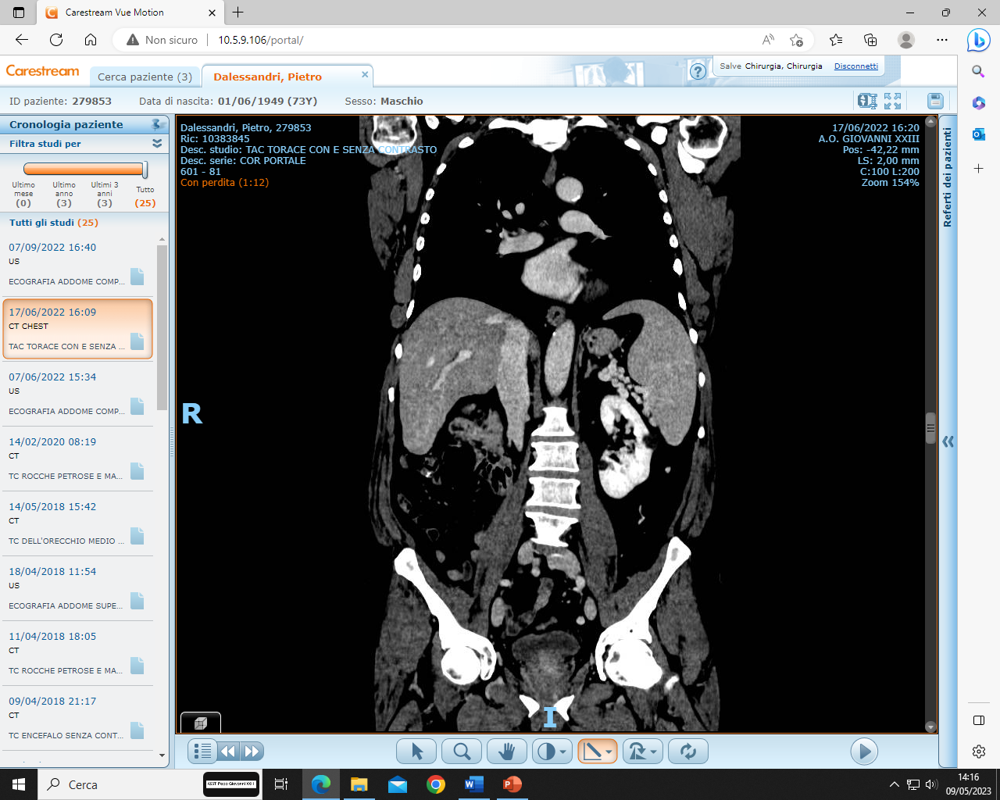 Carestream Vue Motion
Non sicuro
10.5.9.106/portal/
Carestream
Cerca paziente (3)
Dalessandri, Pietro
Salve Chirurgia, Chirurgia
Disconnetti
ID paziente: 279853
Data di nascita: 01/06/1949 (73Y)
Sesso: Maschio
Cronologia paziente
Filtra studi per
Ultimo mese (0)
Ultimo anno (3)
Ultimi 3 anni (3)
Tutto (25)
Tutti gli studi (25)
07/09/2022 16:40
US
ECOGRAFIA ADDOME COMP...
17/06/2022 16:09
CT CHEST
TAC TORACE CON E SENZA ...
07/06/2022 15:34
US
ECOGRAFIA ADDOME COMP...
14/02/2020 08:19
CT
TC ROCCHE PETROSE E MA...
14/05/2018 15:42
CT
TC DELL'ORECCHIO MEDIO ...
18/04/2018 11:54
US
ECOGRAFIA ADDOME SUPE...
11/04/2018 18:05
CT
TC ROCCHE PETROSE E MA...
09/04/2018 21:17
CT
TC ENCEFALO SENZA CONT...
Dalessandri, Pietro, 279853
Ric: 10383845
Desc. studio: TAC TORACE CON E SENZA CONTRASTO
Desc. serie: COR PORTALE
601 - 81
Con perdita (1:12)
17/06/2022 16:20
A.O. GIOVANNI XXIII
Pos: -42,22 mm
LS: 2,00 mm
C:100 L:200
Zoom 154%
R
I
Referti dei pazienti
Cerca
ASST Papa Giovanni XXIII
14:16
09/05/2023